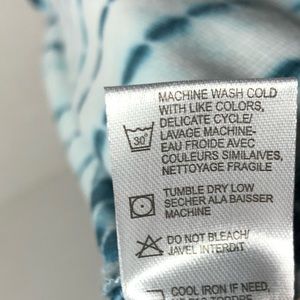 MACHINE WASH COLD
WITH LIKE COLORS,
DELICATE CYCLE/
30°
LAVAGE MACHINE-
EAU FROIDE AVEC
COULEURS SIMILAIVES,
NETTOYAGE FRAGILE
TUMBLE DRY LOW
SECHER ALA BAISSER
MACHINE
DO NOT BLEACH/
JAVEL INTERDIT
COOL IRON IF NEED,